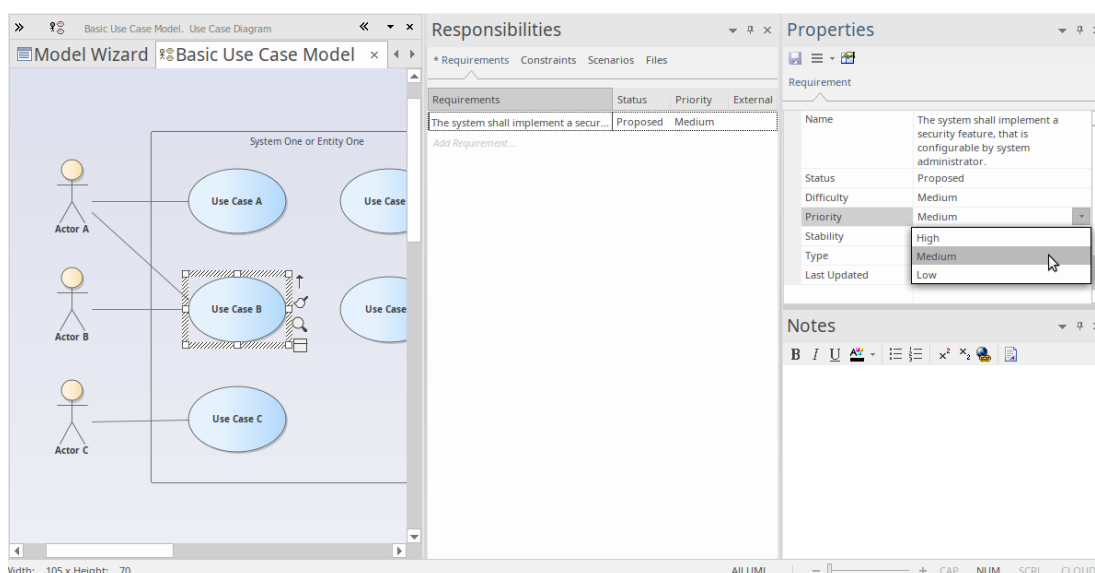 Basic Use Case Model. Use Case Diagram
Model Wizard
Basic Use Case Model
System One or Entity One
Actor A
Use Case A
Use Case
Actor B
Use Case B
Use Case
Actor C
Use Case C
Width: 105 x Height: 70
Responsibilities
* Requirements Constraints Scenarios Files
Requirements Status Priority External
The system shall implement a secur... Proposed Medium
Add Requirement...
Properties
Requirement
Name The system shall implement a
security feature, that is
configurable by system
administrator.
Status Proposed
Difficulty Medium
Priority Medium
Stability
High
Type
Medium
Last Updated
Low
Notes
B I U
AILUML CAP NUM SCRL CLOUD